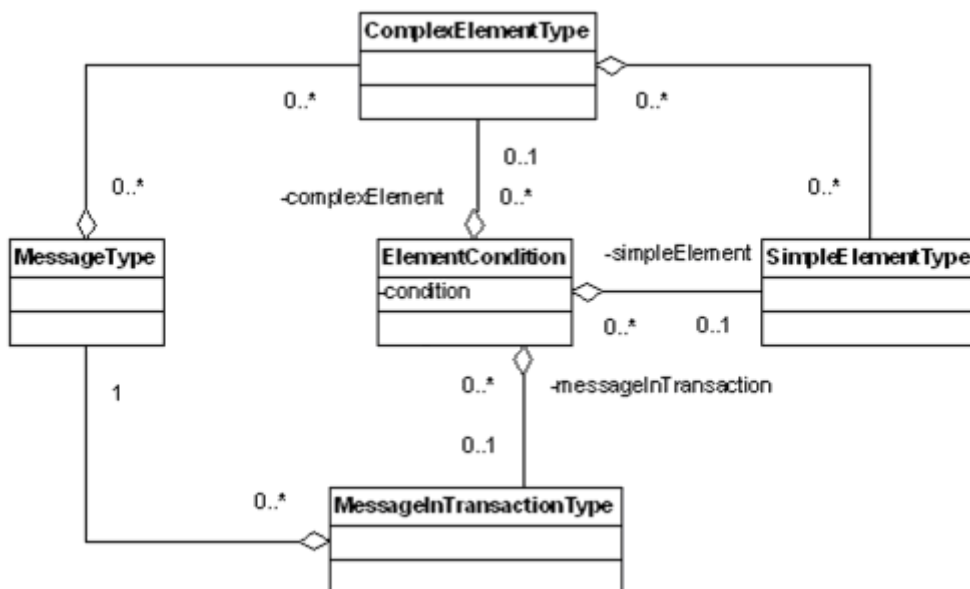 ComplexElementType
0..*
0..*
0..1
0..*
-complexElement
0..*
0..*
MessageType
ElementCondition
-condition
-simpleElement
SimpleElementType
0..*
0..1
1
0..*
-messageInTransaction
0..1
0..*
MessageInTransactionType